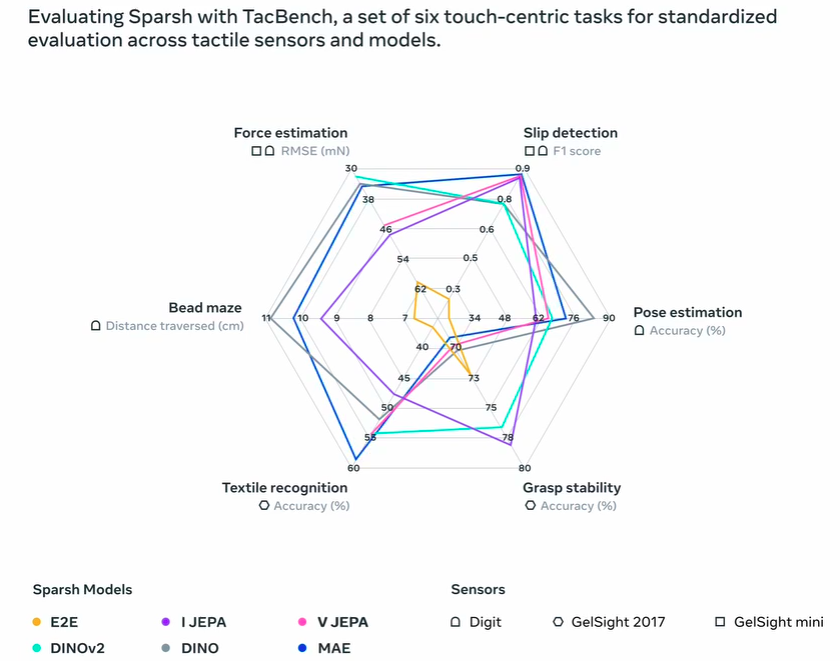 Evaluating Sparsh with TacBench, a set of six touch-centric tasks for standardized
evaluation across tactile sensors and models.
Force estimation
RMSE (mN)
Slip detection
F1 score
30
0.9
38
0.8
46
0.6
54
0.5
62
0.3
Bead maze
Distance traversed (cm)
11 10 9 8 7 34 48 62 76 90
Pose estimation
Accuracy (%)
40 70
45 73
50 75
55 78
60 80
Textile recognition
Accuracy (%)
Grasp stability
Accuracy (%)
Sparsh Models
Sensors
E2E I JEPA V JEPA
Digit GelSight 2017 GelSight mini
DINOv2 DINO MAE